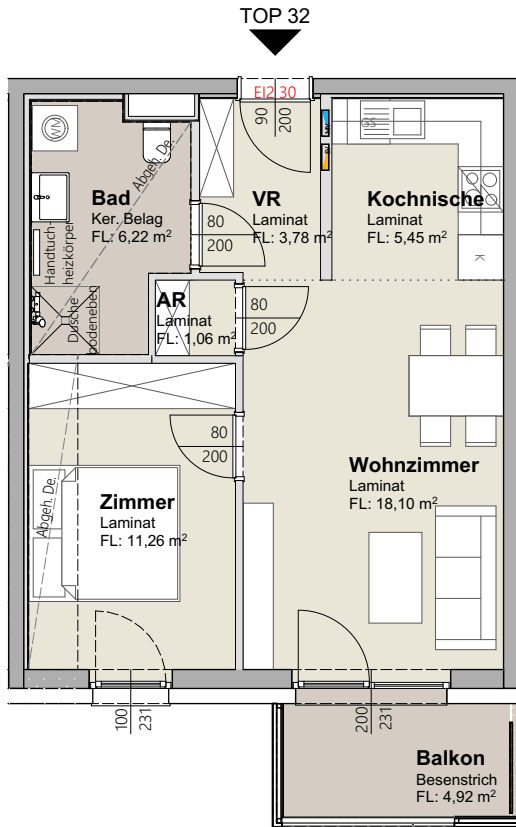 TOP 32
EI2 30
90
200
WM
GS
K
Abgeh. De.
Bad
Ker. Belag
FL: 6,22 m²
VR
Laminat
FL: 3,78 m²
Kochnische
Laminat
FL: 5,45 m²
80
200
Handtuch-
heizkörper
Dusche
bodeneben
AR
Laminat
FL: 1,06 m²
80
200
80
200
Wohnzimmer
Laminat
FL: 18,10 m²
Zimmer
Laminat
FL: 11,26 m²
Abgeh. De.
100
231
200
231
Balkon
Besenstrich
FL: 4,92 m²